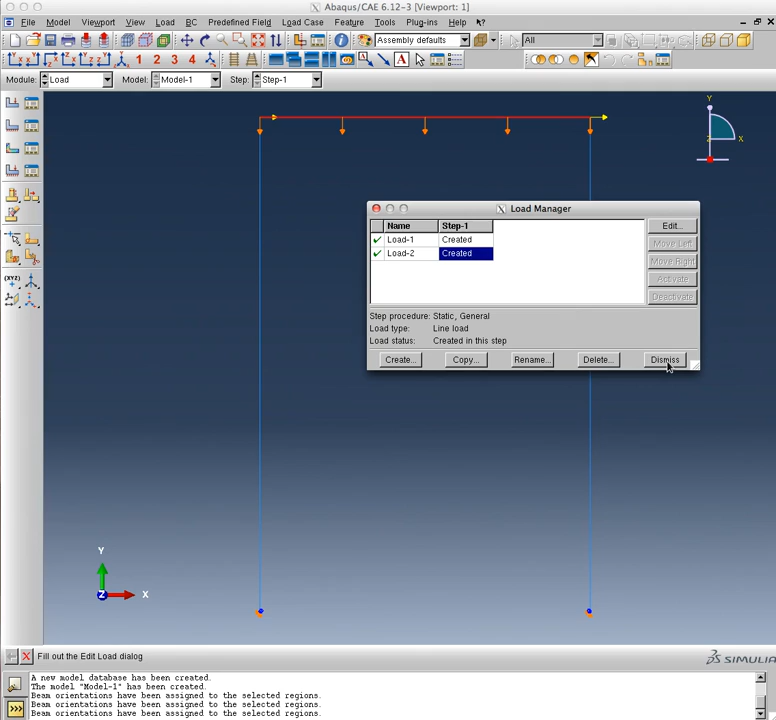 X Abaqus/CAE 6.12-3 [Viewport: 1]
File Model Viewport View Load BC Predefined Field Load Case Feature Tools Plug-ins Help
Assembly defaults All
1 2 3 4 A
Module: Load Model: Model-1 Step: Step-1
Y
Z X
X Load Manager
Name Step-1
Load-1 Created
Load-2 Created
Edit...
Move Left
Move Right
Activate
Deactivate
Step procedure: Static, General
Load type: Line load
Load status: Created in this step
Create... Copy... Rename... Delete... Dismiss
(XYZ)
Y
Z X
Fill out the Edit Load dialog
SIMULIA
A new model database has been created.
The model "Model-1" has been created.
Beam orientations have been assigned to the selected regions.
Beam orientations have been assigned to the selected regions.
Beam orientations have been assigned to the selected regions.
>>>